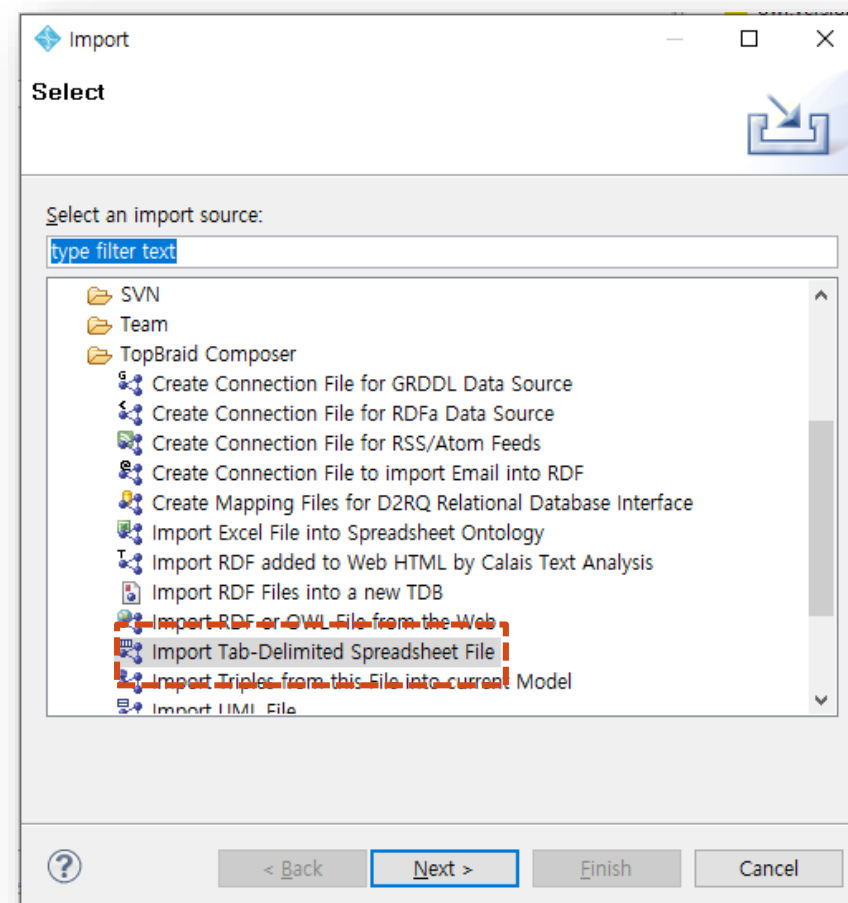 Import
Select
Select an import source:
type filter text
SVN
Team
TopBraid Composer
Create Connection File for GRDDL Data Source
Create Connection File for RDFa Data Source
Create Connection File for RSS/Atom Feeds
Create Connection File to import Email into RDF
Create Mapping Files for D2RQ Relational Database Interface
Import Excel File into Spreadsheet Ontology
Import RDF added to Web HTML by Calais Text Analysis
Import RDF Files into a new TDB
Import RDF or OWL File from the Web
Import Tab-Delimited Spreadsheet File
Import Triples from this File into current Model
Import UML File
< Back Next > Finish Cancel